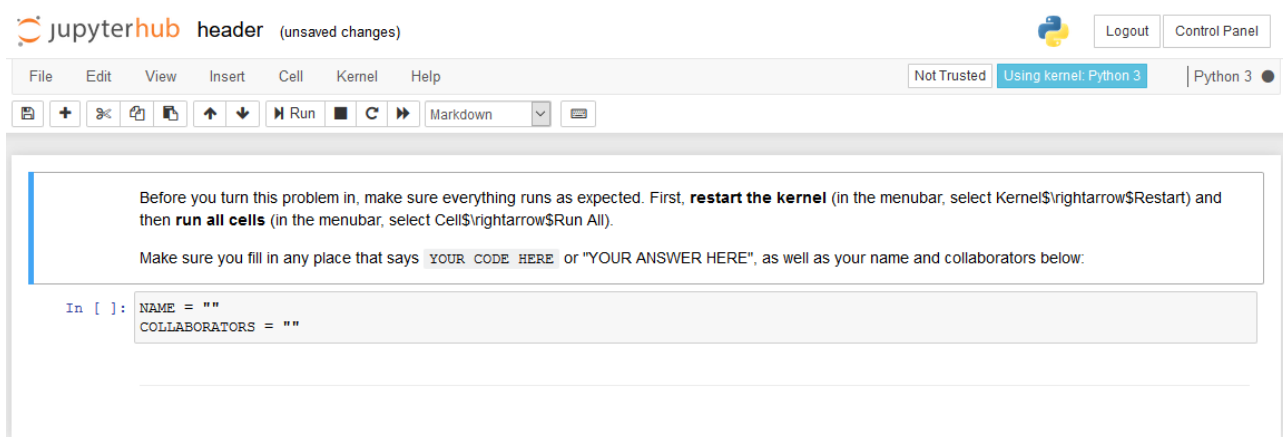 jupyterhub header (unsaved changes) Logout Control Panel
File Edit View Insert Cell Kernel Help Not Trusted Using kernel: Python 3 Python 3
Run Markdown
Before you turn this problem in, make sure everything runs as expected. First, restart the kernel (in the menubar, select Kernel$\rightarrow$Restart) and
then run all cells (in the menubar, select Cell$\rightarrow$Run All).
Make sure you fill in any place that says YOUR CODE HERE or "YOUR ANSWER HERE", as well as your name and collaborators below:
In [ ]: NAME = ""
COLLABORATORS = ""